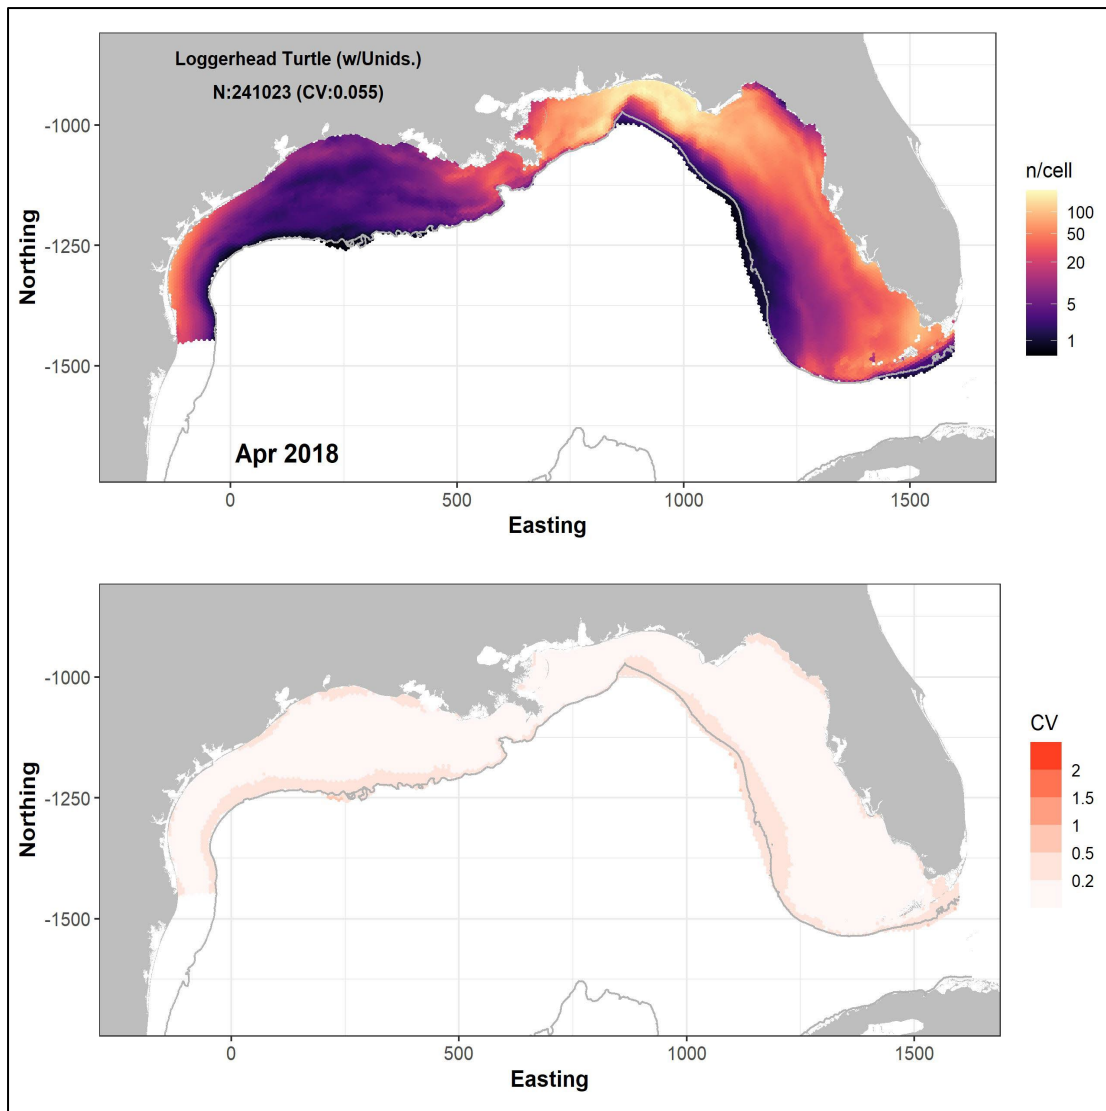 Loggerhead Turtle (w/Unids.)
N:241023 (CV:0.055)
-1000
-1250
-1500
Northing
Apr 2018
0 500 1000 1500
Easting
n/cell
100
50
20
5
1
-1000
-1250
-1500
Northing
0 500 1000 1500
Easting
CV
2
1.5
1
0.5
0.2